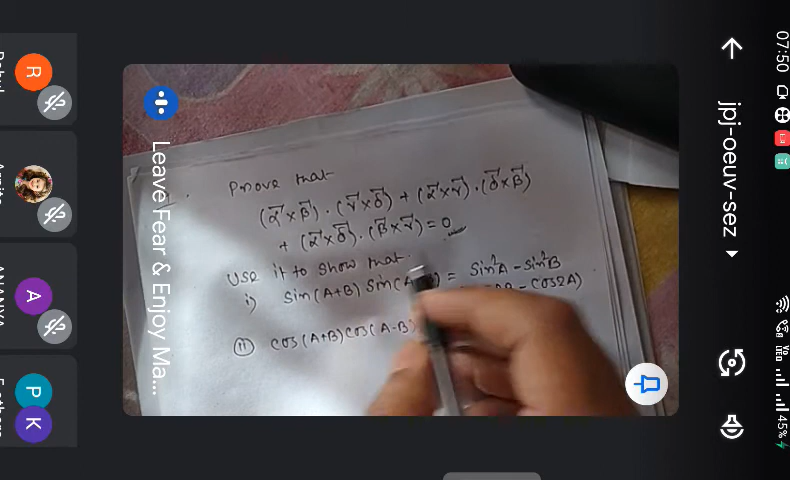 07:50
45%
jpj-oeuv-sez
Leave Fear & Enjoy Ma...
R
A
P
K
Prove that
(α⃗ × β⃗) . (γ⃗ × δ⃗) + (α⃗ × γ⃗) . (δ⃗ × β⃗)
+ (α⃗ × δ⃗) . (β⃗ × γ⃗) = 0
Use it to show that
i) Sin(A+B) Sin(A = Sin²A - Sin²B
- COS2A)
ii) COS(A+B) COS(A-B)